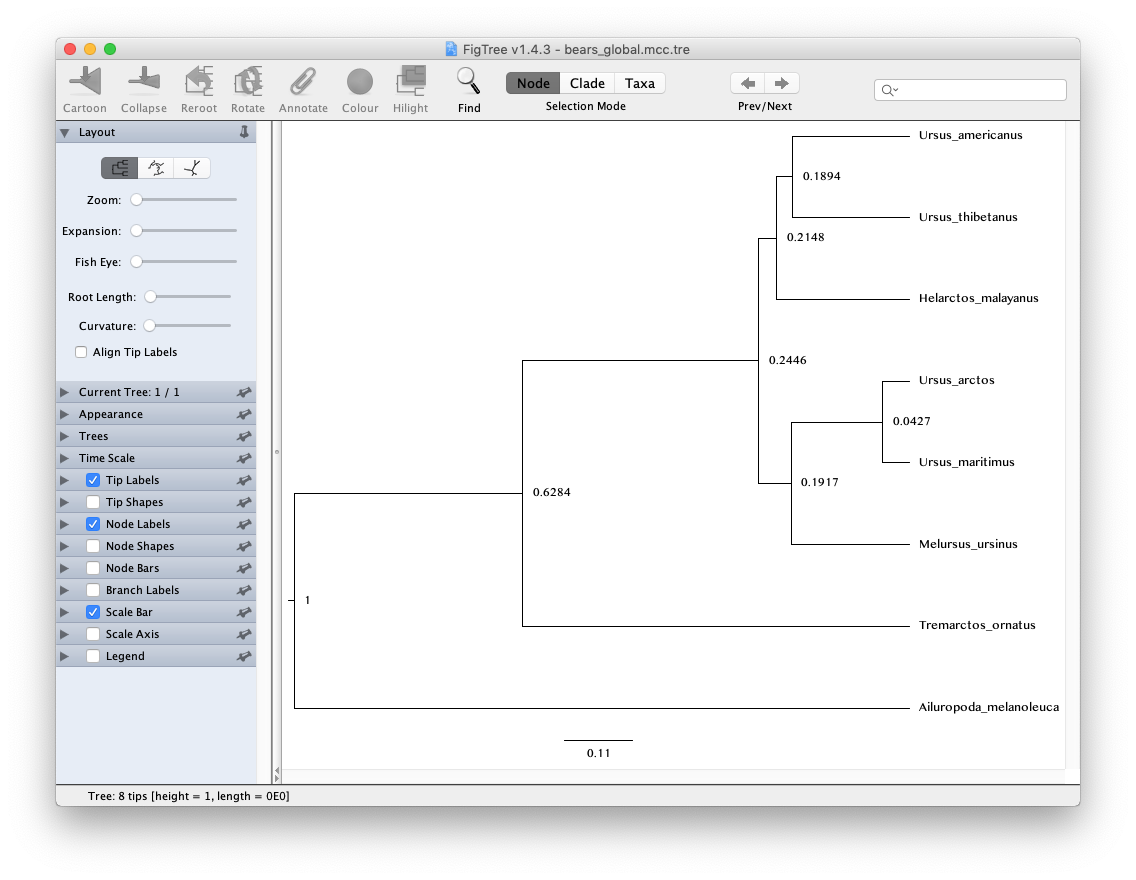 FigTree v1.4.3 - bears_global.mcc.tre
Cartoon Collapse Reroot Rotate Annotate Colour Hilight Find
Node Clade Taxa
Selection Mode
Prev/Next
Layout
Zoom:
Expansion:
Fish Eye:
Root Length:
Curvature:
Align Tip Labels
Current Tree: 1 / 1
Appearance
Trees
Time Scale
Tip Labels
Tip Shapes
Node Labels
Node Shapes
Node Bars
Branch Labels
Scale Bar
Scale Axis
Legend
Ursus_americanus
0.1894
Ursus_thibetanus
0.2148
Helarctos_malayanus
0.2446
Ursus_arctos
0.0427
Ursus_maritimus
0.1917
0.6284
Melursus_ursinus
1
Tremarctos_ornatus
Ailuropoda_melanoleuca
0.11
Tree: 8 tips [height = 1, length = 0E0]